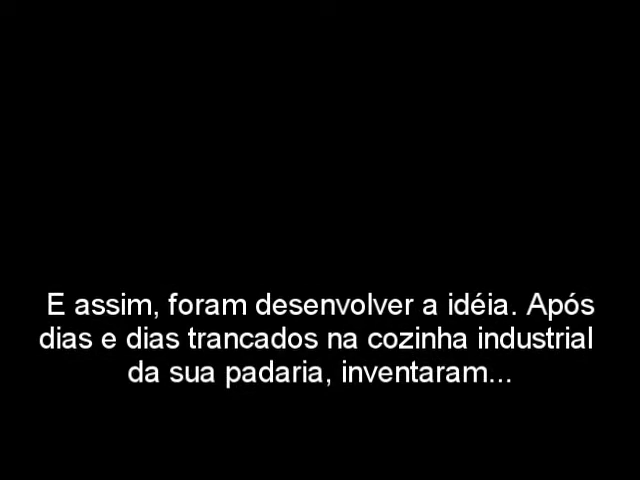 E assim, foram desenvolver a idéia. Após
dias e dias trancados na cozinha industrial
da sua padaria, inventaram...